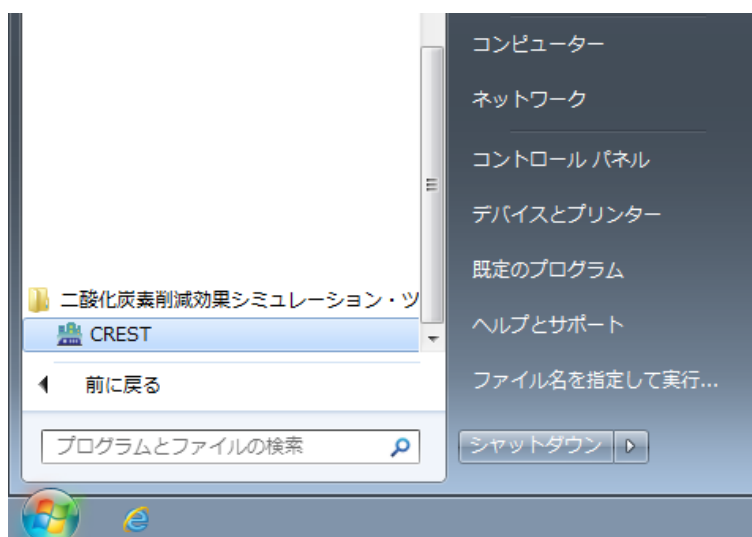 コンピューター
ネットワーク
コントロール パネル
デバイスとプリンター
既定のプログラム
二酸化炭素削減効果シミュレーション・ツ
ヘルプとサポート
CREST
前に戻る
ファイル名を指定して実行...
プログラムとファイルの検索
シャットダウン